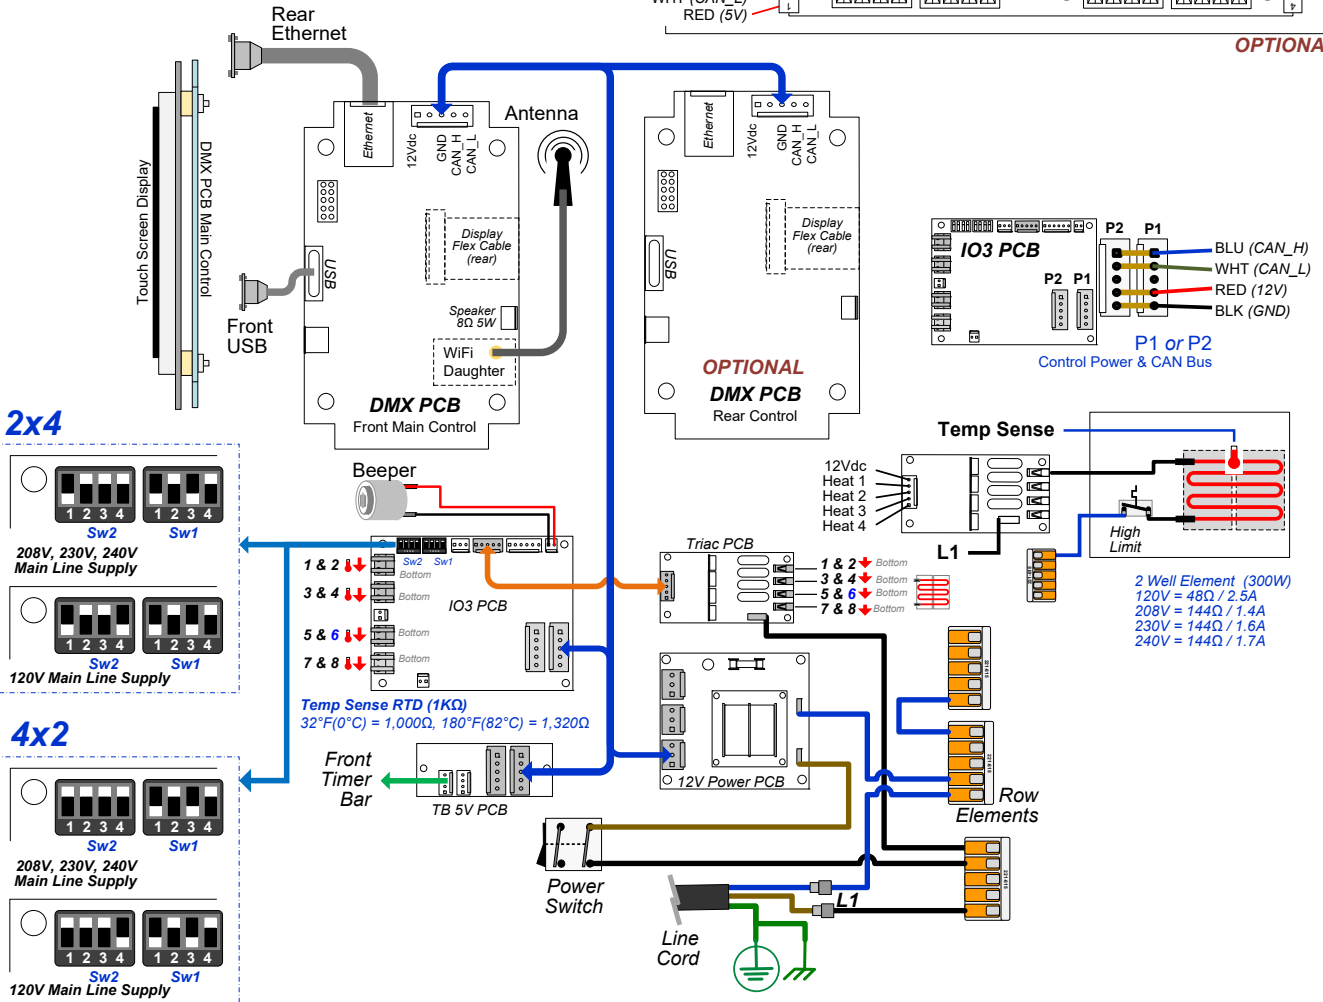 RED (5V)
1
4
OPTIONA
Rear
Ethernet
Ethernet
12Vdc
GND
CAN_H
CAN_L
Antenna
Touch Screen Display
DMX PCB Main Control
USB
Display
Flex Cable
(rear)
Speaker
8Ω 5W
WiFi
Daughter
Front
USB
DMX PCB
Front Main Control
Ethernet
12Vdc
GND
CAN_H
CAN_L
USB
Display
Flex Cable
(rear)
OPTIONAL
DMX PCB
Rear Control
IO3 PCB
P2 P1
P2 P1
BLU (CAN_H)
WHT (CAN_L)
RED (12V)
BLK (GND)
P1 or P2
Control Power & CAN Bus
2x4
1 2 3 4
1 2 3 4
Sw2
Sw1
208V, 230V, 240V
Main Line Supply
1 2 3 4
1 2 3 4
Sw2
Sw1
120V Main Line Supply
4x2
1 2 3 4
1 2 3 4
Sw2
Sw1
208V, 230V, 240V
Main Line Supply
1 2 3 4
1 2 3 4
Sw2
Sw1
120V Main Line Supply
Beeper
Sw2
Sw1
1 & 2
Bottom
3 & 4
Bottom
5 & 6
Bottom
7 & 8
Bottom
IO3 PCB
Temp Sense RTD (1KΩ)
32°F(0°C) = 1,000Ω, 180°F(82°C) = 1,320Ω
Front
Timer
Bar
TB 5V PCB
Triac PCB
1 & 2 Bottom
3 & 4 Bottom
5 & 6 Bottom
7 & 8 Bottom
12V Power PCB
Temp Sense
12Vdc
Heat 1
Heat 2
Heat 3
Heat 4
L1
High
Limit
2 Well Element (300W)
120V = 48Ω / 2.5A
208V = 144Ω / 1.4A
230V = 144Ω / 1.6A
240V = 144Ω / 1.7A
221415
221415
Row
Elements
221415
Power
Switch
L1
Line
Cord